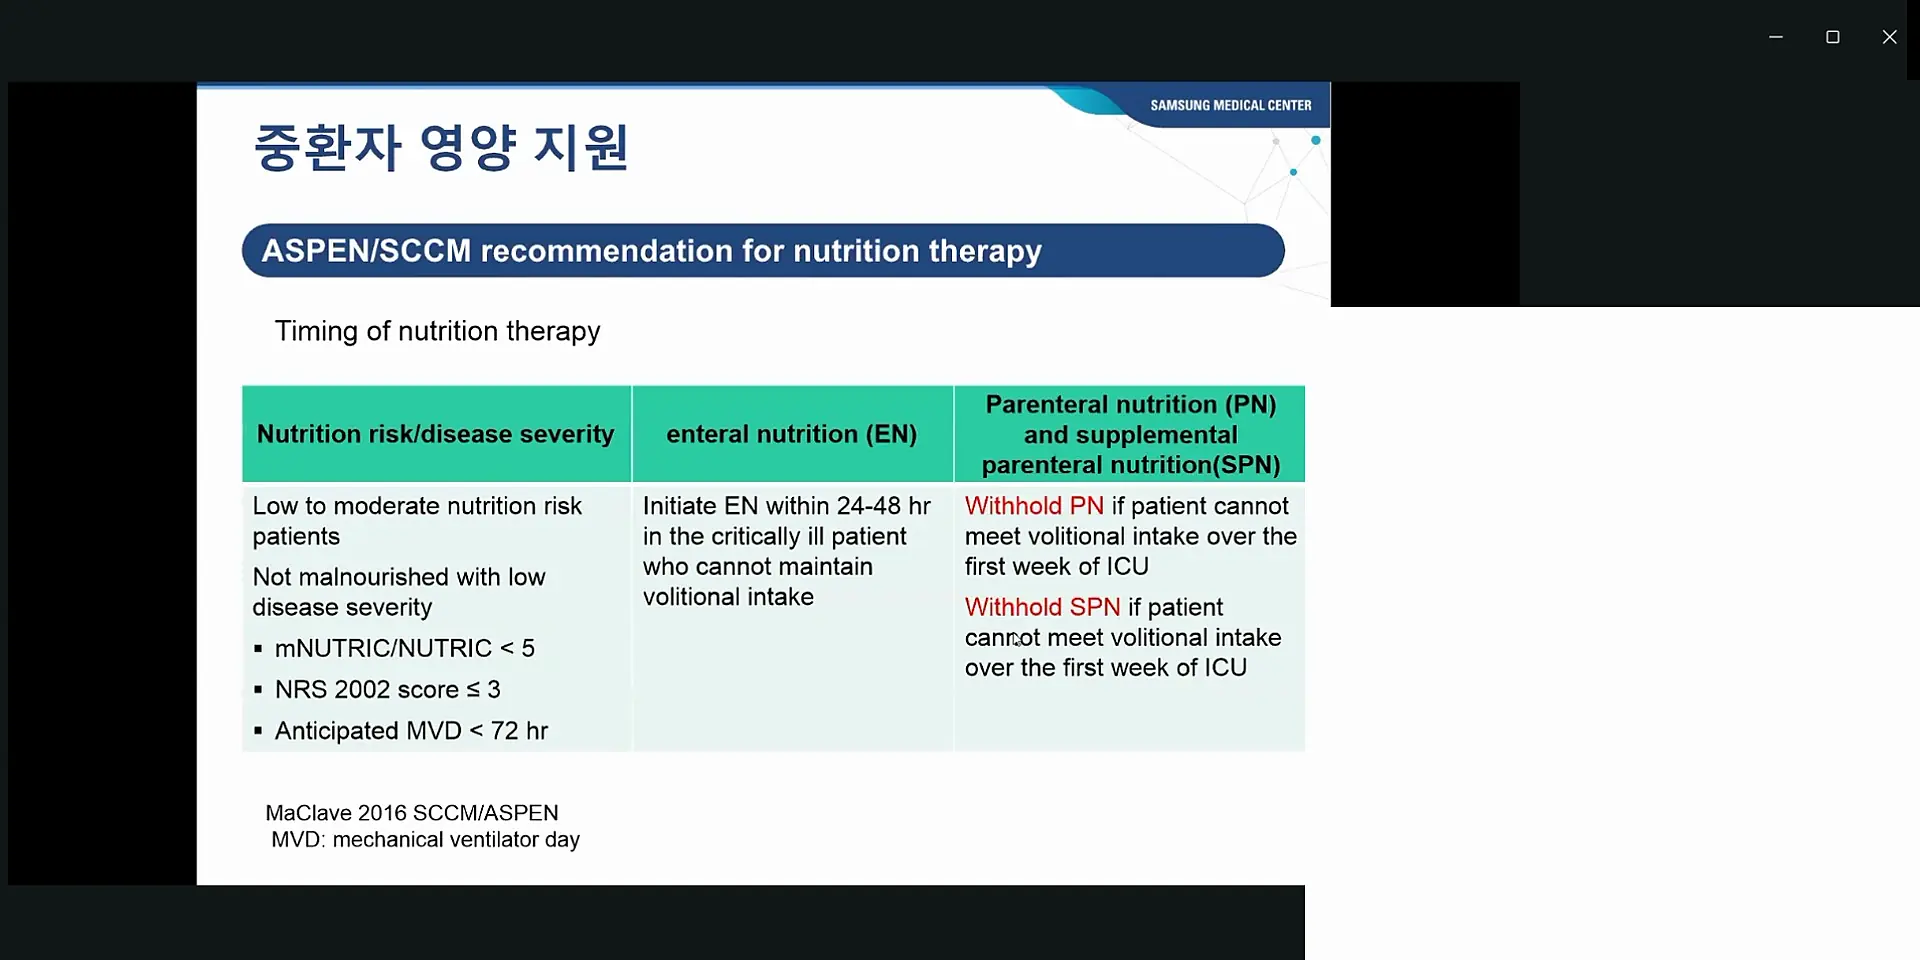 SAMSUNG MEDICAL CENTER
중환자 영양 지원
ASPEN/SCCM recommendation for nutrition therapy
Timing of nutrition therapy
Nutrition risk/disease severity
enteral nutrition (EN)
Parenteral nutrition (PN)
and supplemental
parenteral nutrition(SPN)
Low to moderate nutrition risk
patients
Not malnourished with low
disease severity
▪ mNUTRIC/NUTRIC < 5
▪ NRS 2002 score ≤ 3
▪ Anticipated MVD < 72 hr
Initiate EN within 24-48 hr
in the critically ill patient
who cannot maintain
volitional intake
Withhold PN if patient cannot
meet volitional intake over the
first week of ICU
Withhold SPN if patient
cannot meet volitional intake
over the first week of ICU
MaClave 2016 SCCM/ASPEN
MVD: mechanical ventilator day